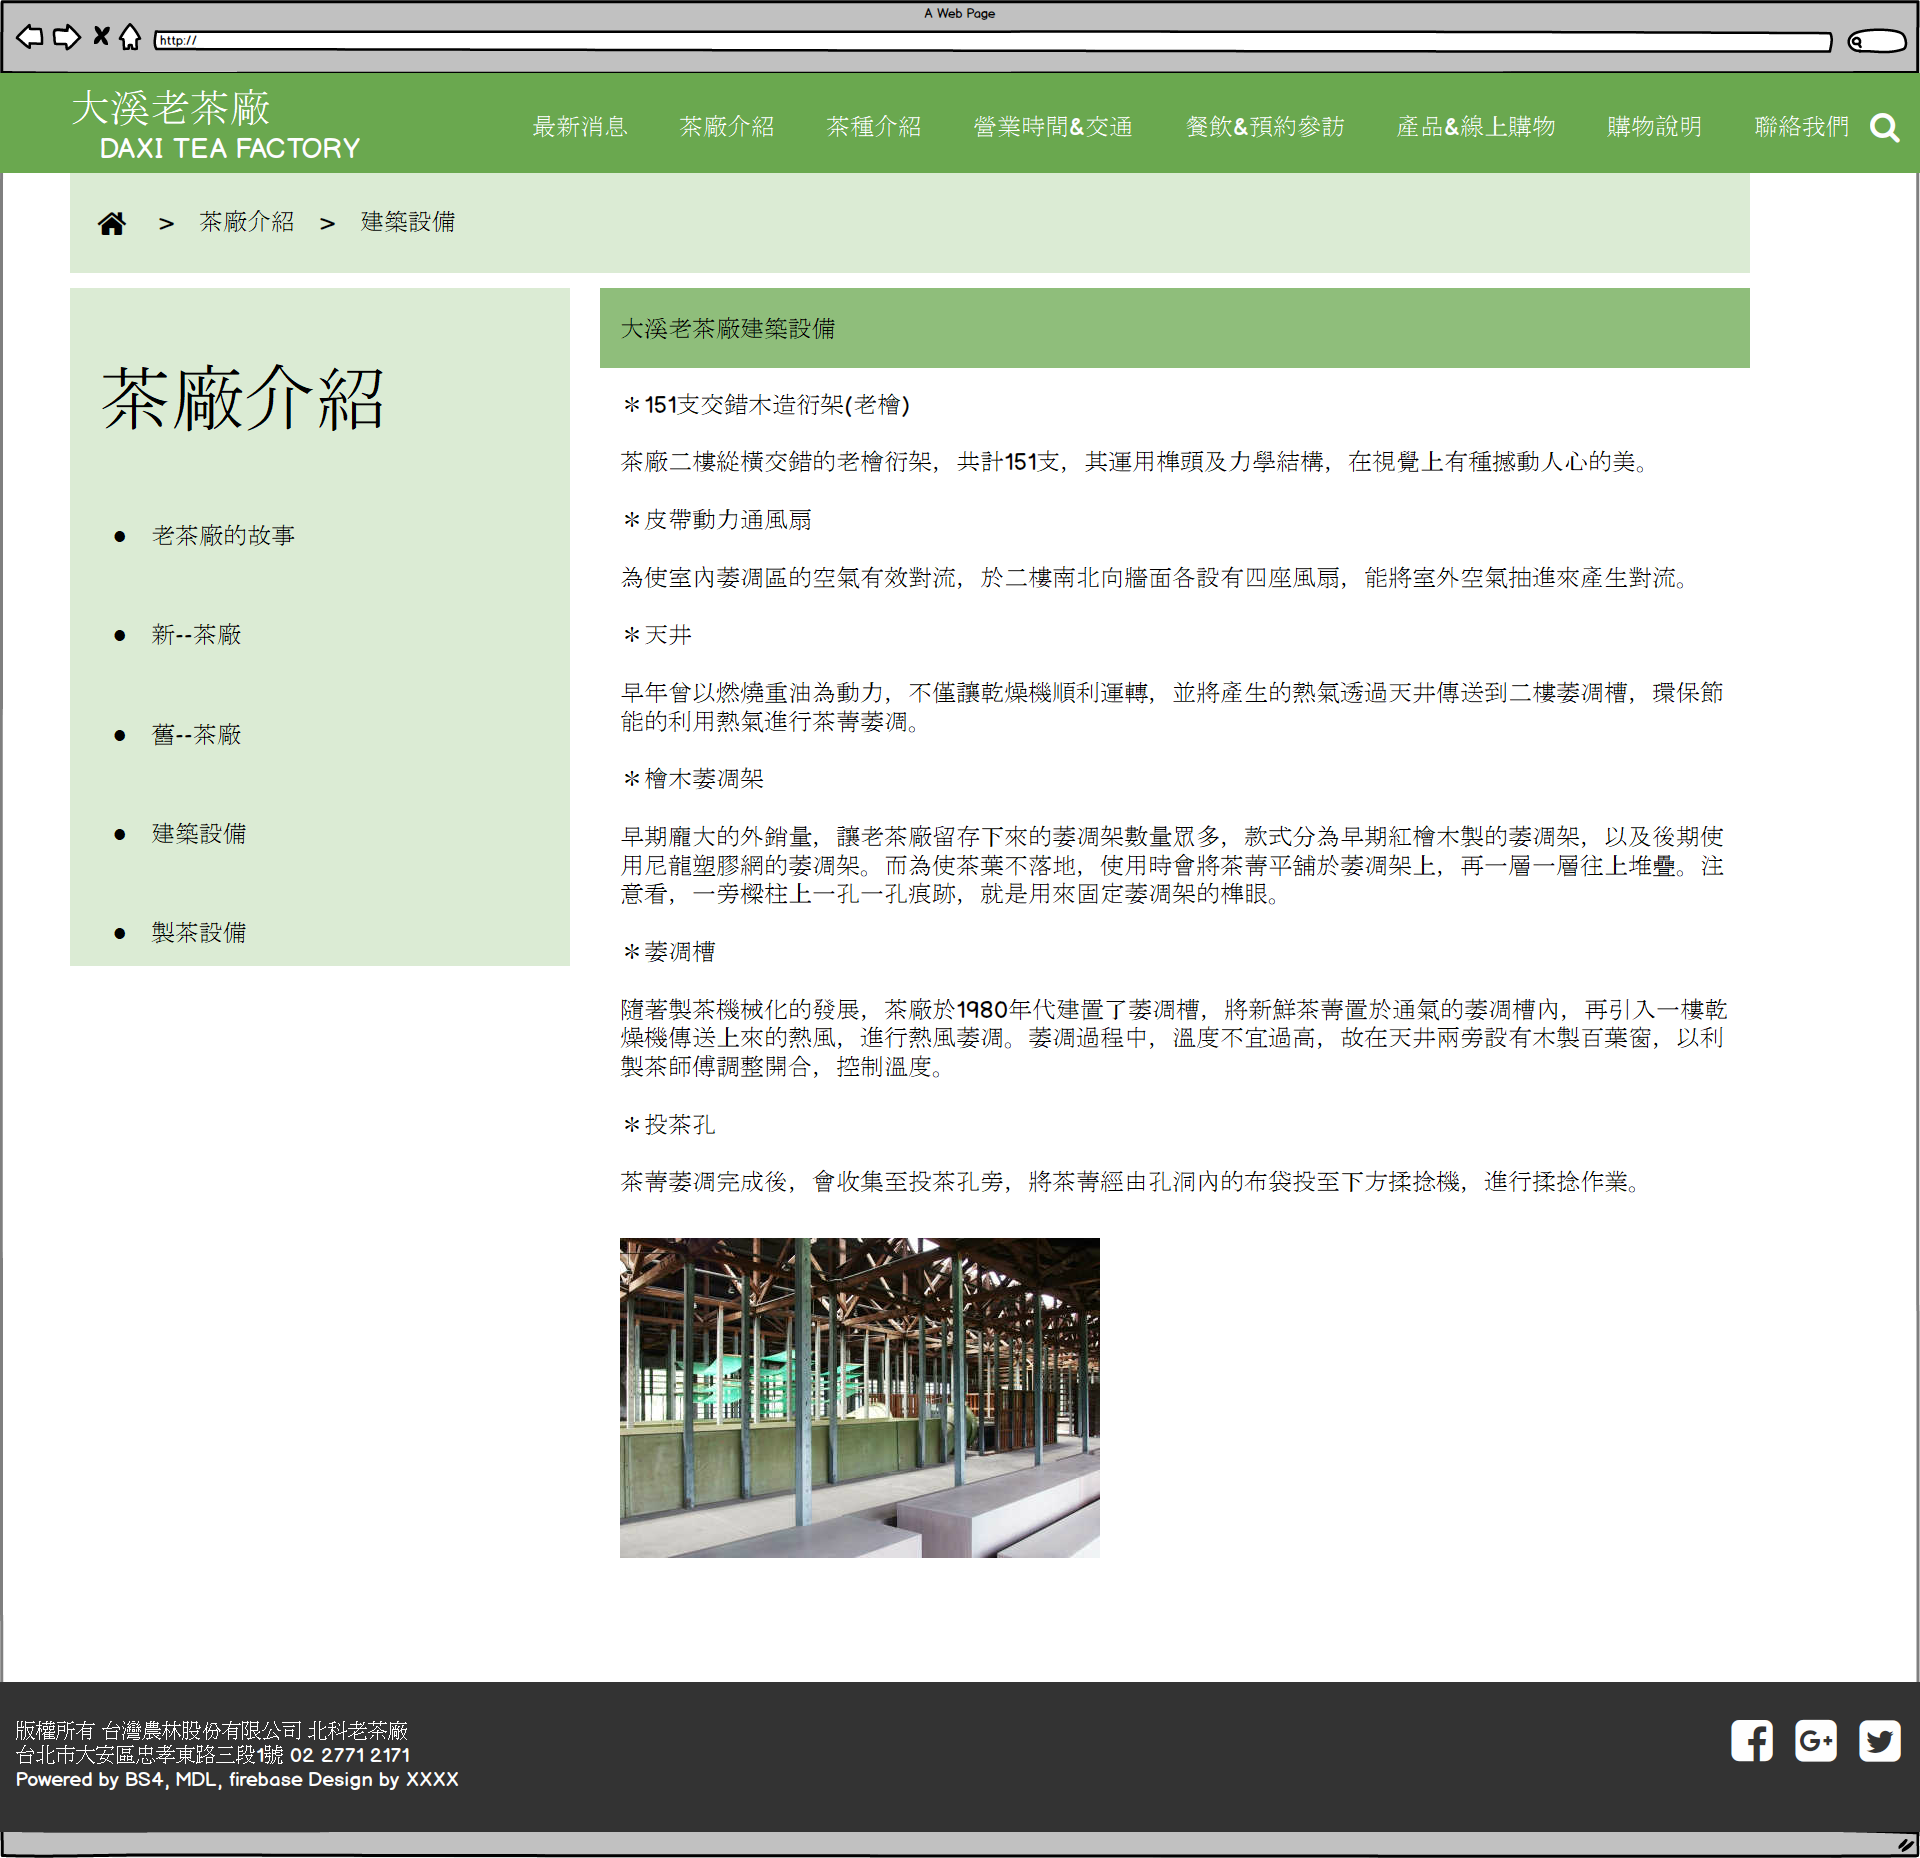 A Web Page
http://
大溪老茶廠
DAXI TEA FACTORY
最新消息 茶廠介紹 茶種介紹 營業時間&交通 餐飲&預約參訪 產品&線上購物 購物說明 聯絡我們
> 茶廠介紹 > 建築設備
茶廠介紹
● 老茶廠的故事
● 新--茶廠
● 舊--茶廠
● 建築設備
● 製茶設備
大溪老茶廠建築設備
＊151支交錯木造衍架(老檜)
茶廠二樓縱橫交錯的老檜衍架，共計151支，其運用榫頭及力學結構，在視覺上有種撼動人心的美。
＊皮帶動力通風扇
為使室內萎凋區的空氣有效對流，於二樓南北向牆面各設有四座風扇，能將室外空氣抽進來產生對流。
＊天井
早年曾以燃燒重油為動力，不僅讓乾燥機順利運轉，並將產生的熱氣透過天井傳送到二樓萎凋槽，環保節
能的利用熱氣進行茶菁萎凋。
＊檜木萎凋架
早期龐大的外銷量，讓老茶廠留存下來的萎凋架數量眾多，款式分為早期紅檜木製的萎凋架，以及後期使
用尼龍塑膠網的萎凋架。而為使茶葉不落地，使用時會將茶菁平舖於萎凋架上，再一層一層往上堆疊。注
意看，一旁樑柱上一孔一孔痕跡，就是用來固定萎凋架的榫眼。
＊萎凋槽
隨著製茶機械化的發展，茶廠於1980年代建置了萎凋槽，將新鮮茶菁置於通氣的萎凋槽內，再引入一樓乾
燥機傳送上來的熱風，進行熱風萎凋。萎凋過程中，溫度不宜過高，故在天井兩旁設有木製百葉窗，以利
製茶師傅調整開合，控制溫度。
＊投茶孔
茶菁萎凋完成後，會收集至投茶孔旁，將茶菁經由孔洞內的布袋投至下方揉捻機，進行揉捻作業。
版權所有 台灣農林股份有限公司 北科老茶廠
台北市大安區忠孝東路三段1號 02 2771 2171
Powered by BS4, MDL, firebase Design by XXXX